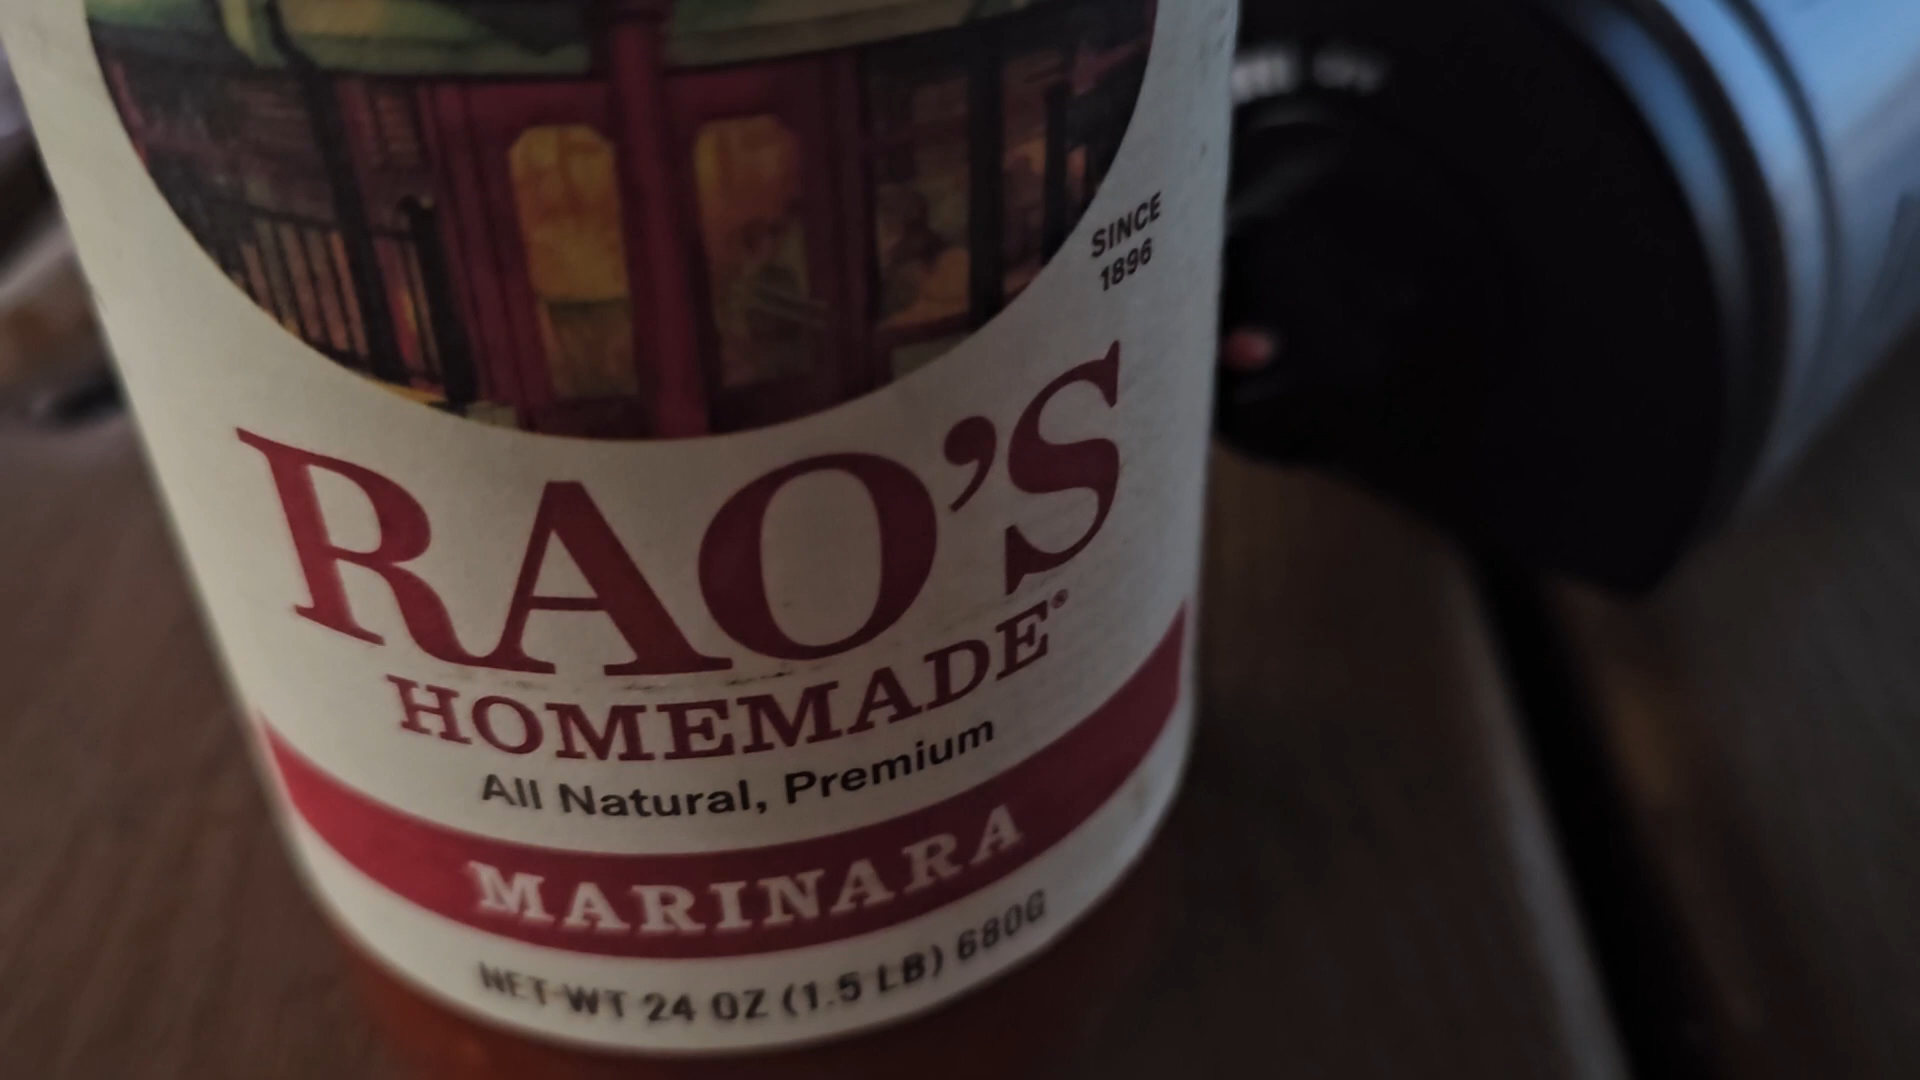 SINCE
1896
RAO'S
HOMEMADE®
All Natural, Premium
MARINARA
NET WT 24 OZ (1.5 LB) 680G